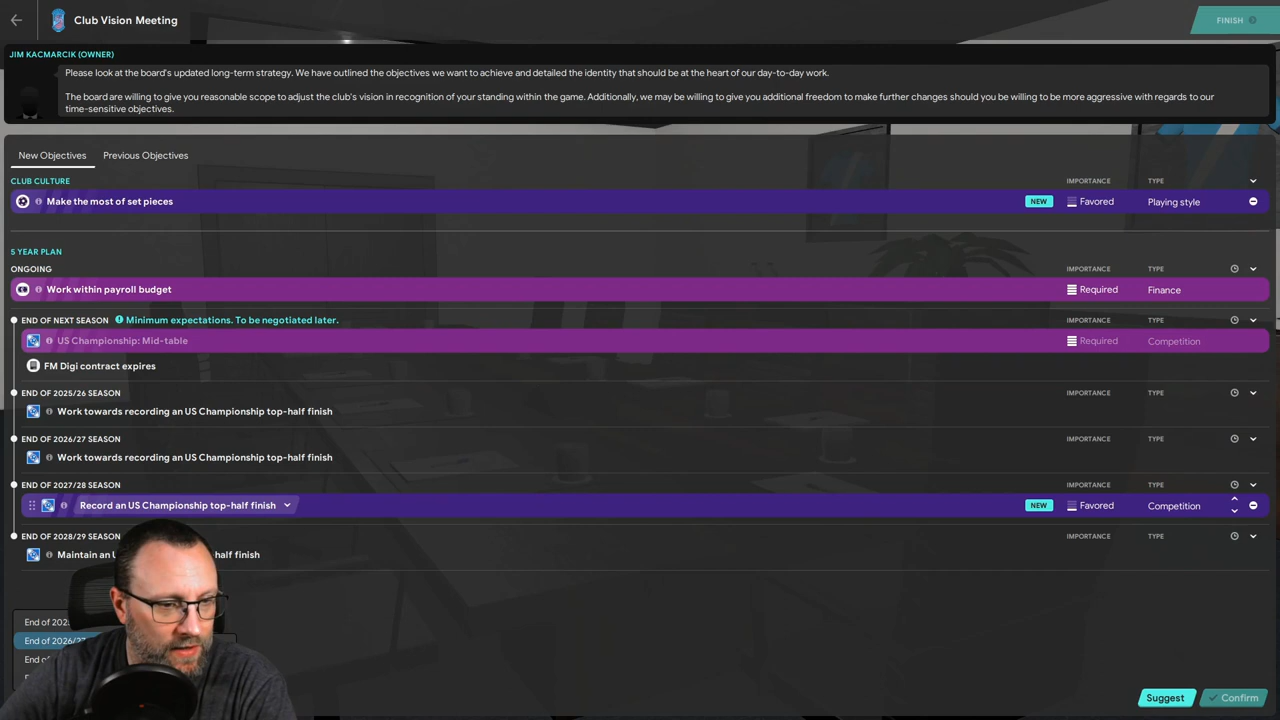 Club Vision Meeting
FINISH
JIM KACMARCIK (OWNER)
Please look at the board's updated long-term strategy. We have outlined the objectives we want to achieve and detailed the identity that should be at the heart of our day-to-day work.
The board are willing to give you reasonable scope to adjust the club's vision in recognition of your standing within the game. Additionally, we may be willing to give you additional freedom to make further changes should you be willing to be more aggressive with regards to our
time-sensitive objectives.
New Objectives Previous Objectives
CLUB CULTURE IMPORTANCE TYPE
Make the most of set pieces NEW Favored Playing style
5 YEAR PLAN
ONGOING IMPORTANCE TYPE
Work within payroll budget Required Finance
END OF NEXT SEASON Minimum expectations. To be negotiated later. IMPORTANCE TYPE
US Championship: Mid-table Required Competition
FM Digi contract expires
END OF 2025/26 SEASON IMPORTANCE TYPE
Work towards recording an US Championship top-half finish
END OF 2026/27 SEASON IMPORTANCE TYPE
Work towards recording an US Championship top-half finish
END OF 2027/28 SEASON IMPORTANCE TYPE
Record an US Championship top-half finish NEW Favored Competition
END OF 2028/29 SEASON IMPORTANCE TYPE
Maintain an half finish
End of
End of 2026/27
End of
Suggest Confirm